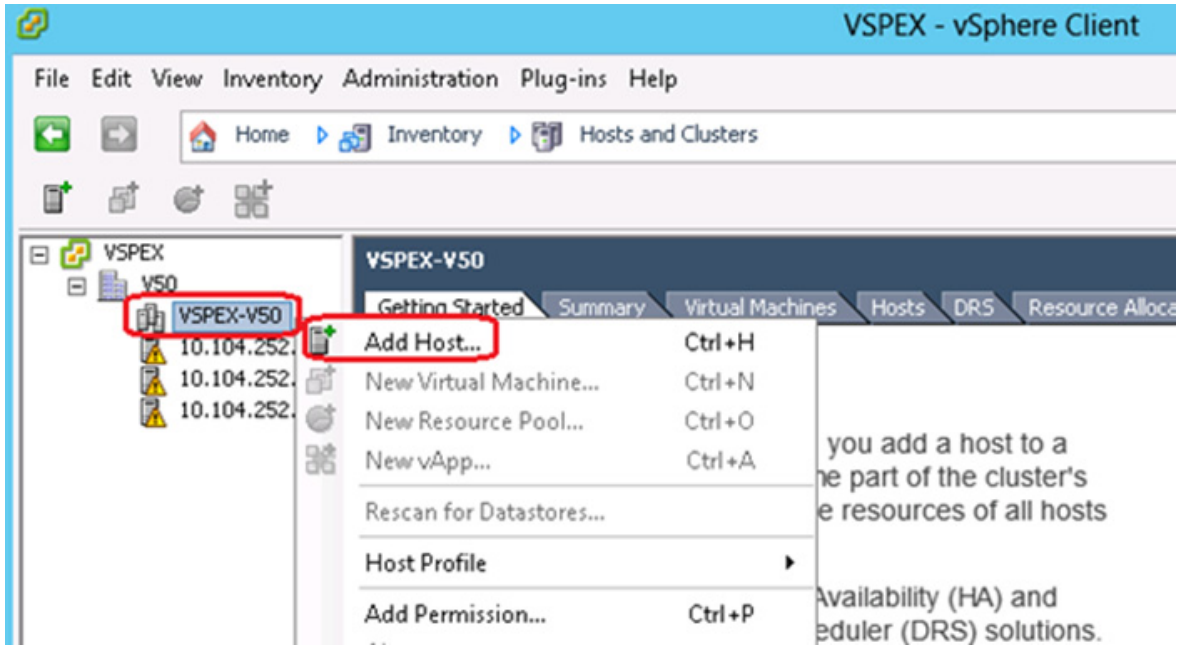 VSPEX - vSphere Client
File Edit View Inventory Administration Plug-ins Help
Home Inventory Hosts and Clusters
VSPEX
V50
VSPEX-V50
10.104.252.
10.104.252.
10.104.252.
VSPEX-V50
Getting Started Summary Virtual Machines Hosts DRS Resource Alloca
Add Host... Ctrl+H
New Virtual Machine... Ctrl+N
New Resource Pool... Ctrl+O
New vApp... Ctrl+A
Rescan for Datastores...
Host Profile
Add Permission... Ctrl+P
you add a host to a
e part of the cluster's
e resources of all hosts
Availability (HA) and
eduler (DRS) solutions.